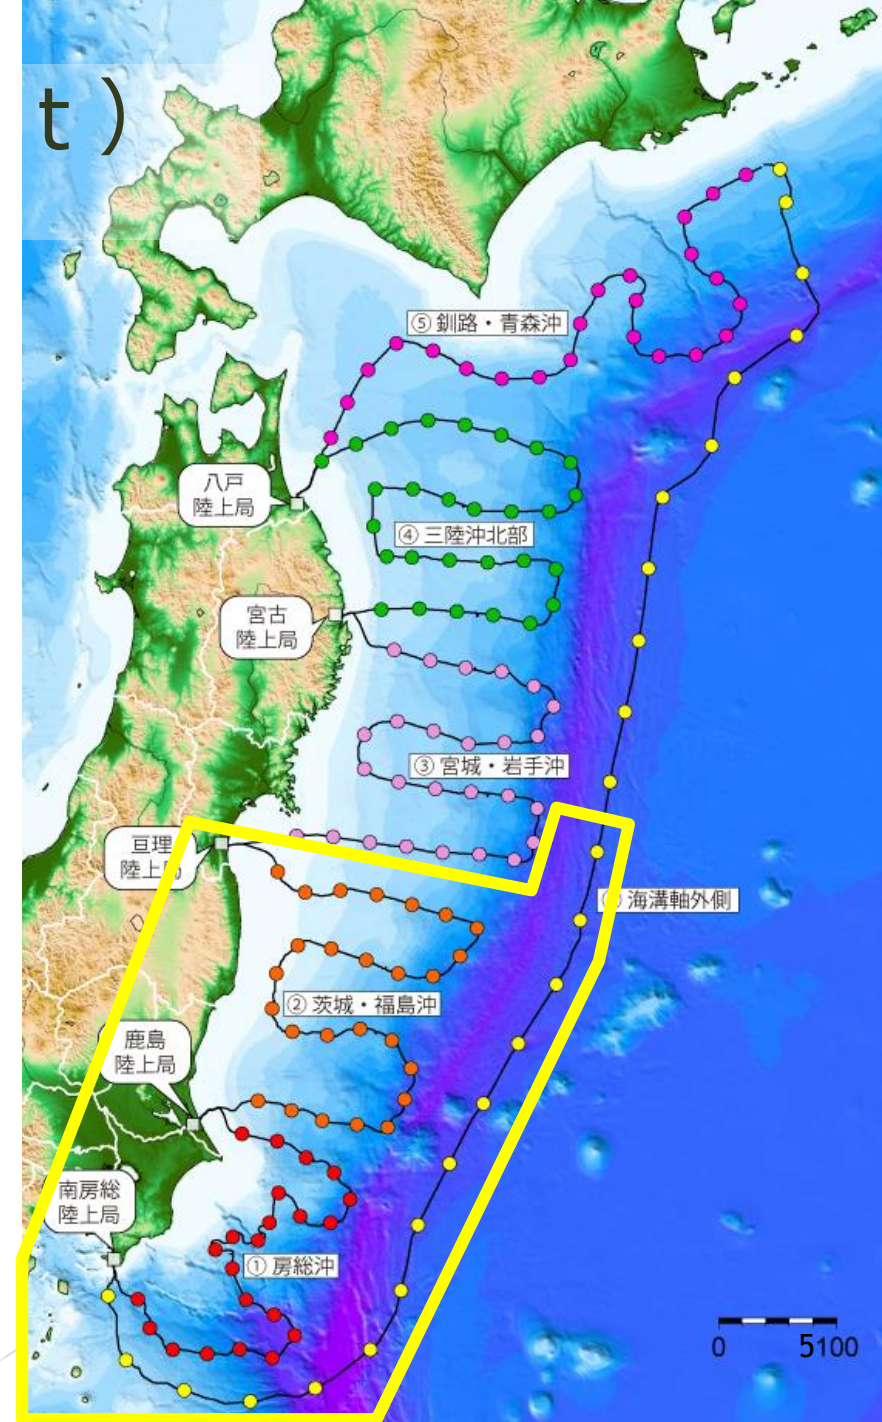 t)
⑤ 釧路・青森沖
八戸
陸上局
④ 三陸沖北部
宮古
陸上局
③ 宮城・岩手沖
亘理
陸上局
海溝軸外側
② 茨城・福島沖
鹿島
陸上局
南房総
陸上局
① 房総沖
0 5100